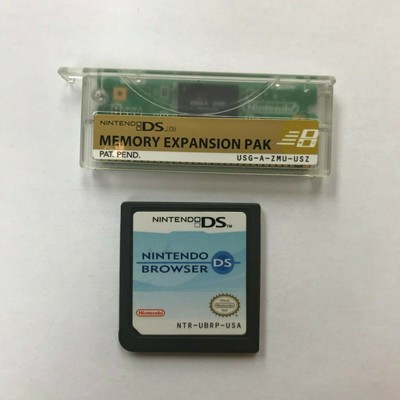 NINTENDO DS Lite
MEMORY EXPANSION PAK
PAT. PEND.
USG-A-ZMU-USZ
NINTENDO DS™
NINTENDO
BROWSER DS
Nintendo
NTR-UBRP-USA